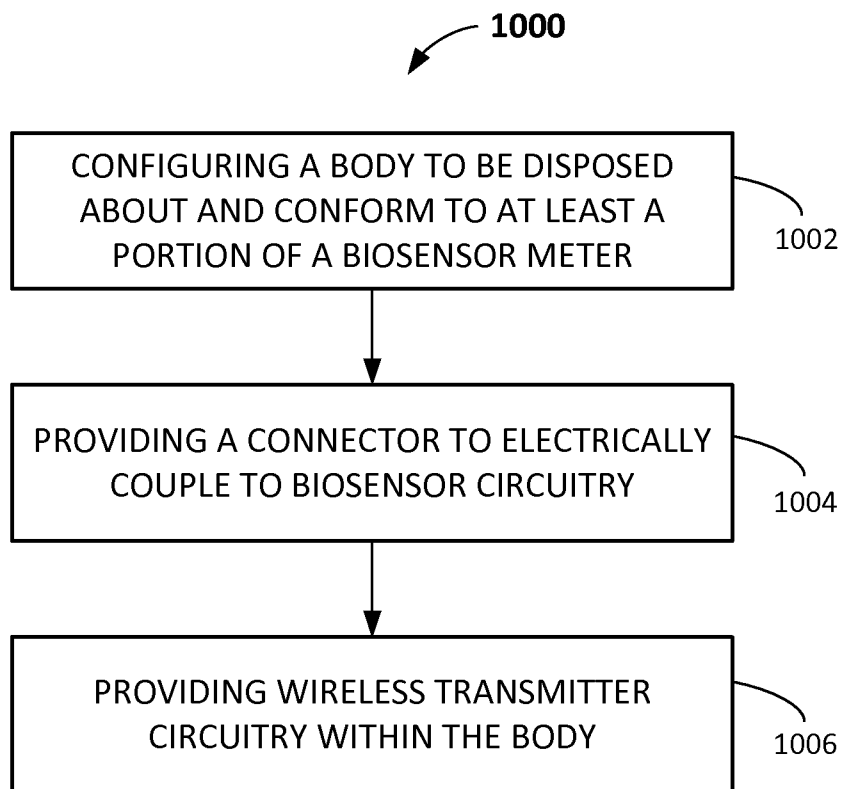 1000
CONFIGURING A BODY TO BE DISPOSED
ABOUT AND CONFORM TO AT LEAST A
PORTION OF A BIOSENSOR METER
1002
PROVIDING A CONNECTOR TO ELECTRICALLY
COUPLE TO BIOSENSOR CIRCUITRY
1004
PROVIDING WIRELESS TRANSMITTER
CIRCUITRY WITHIN THE BODY
1006